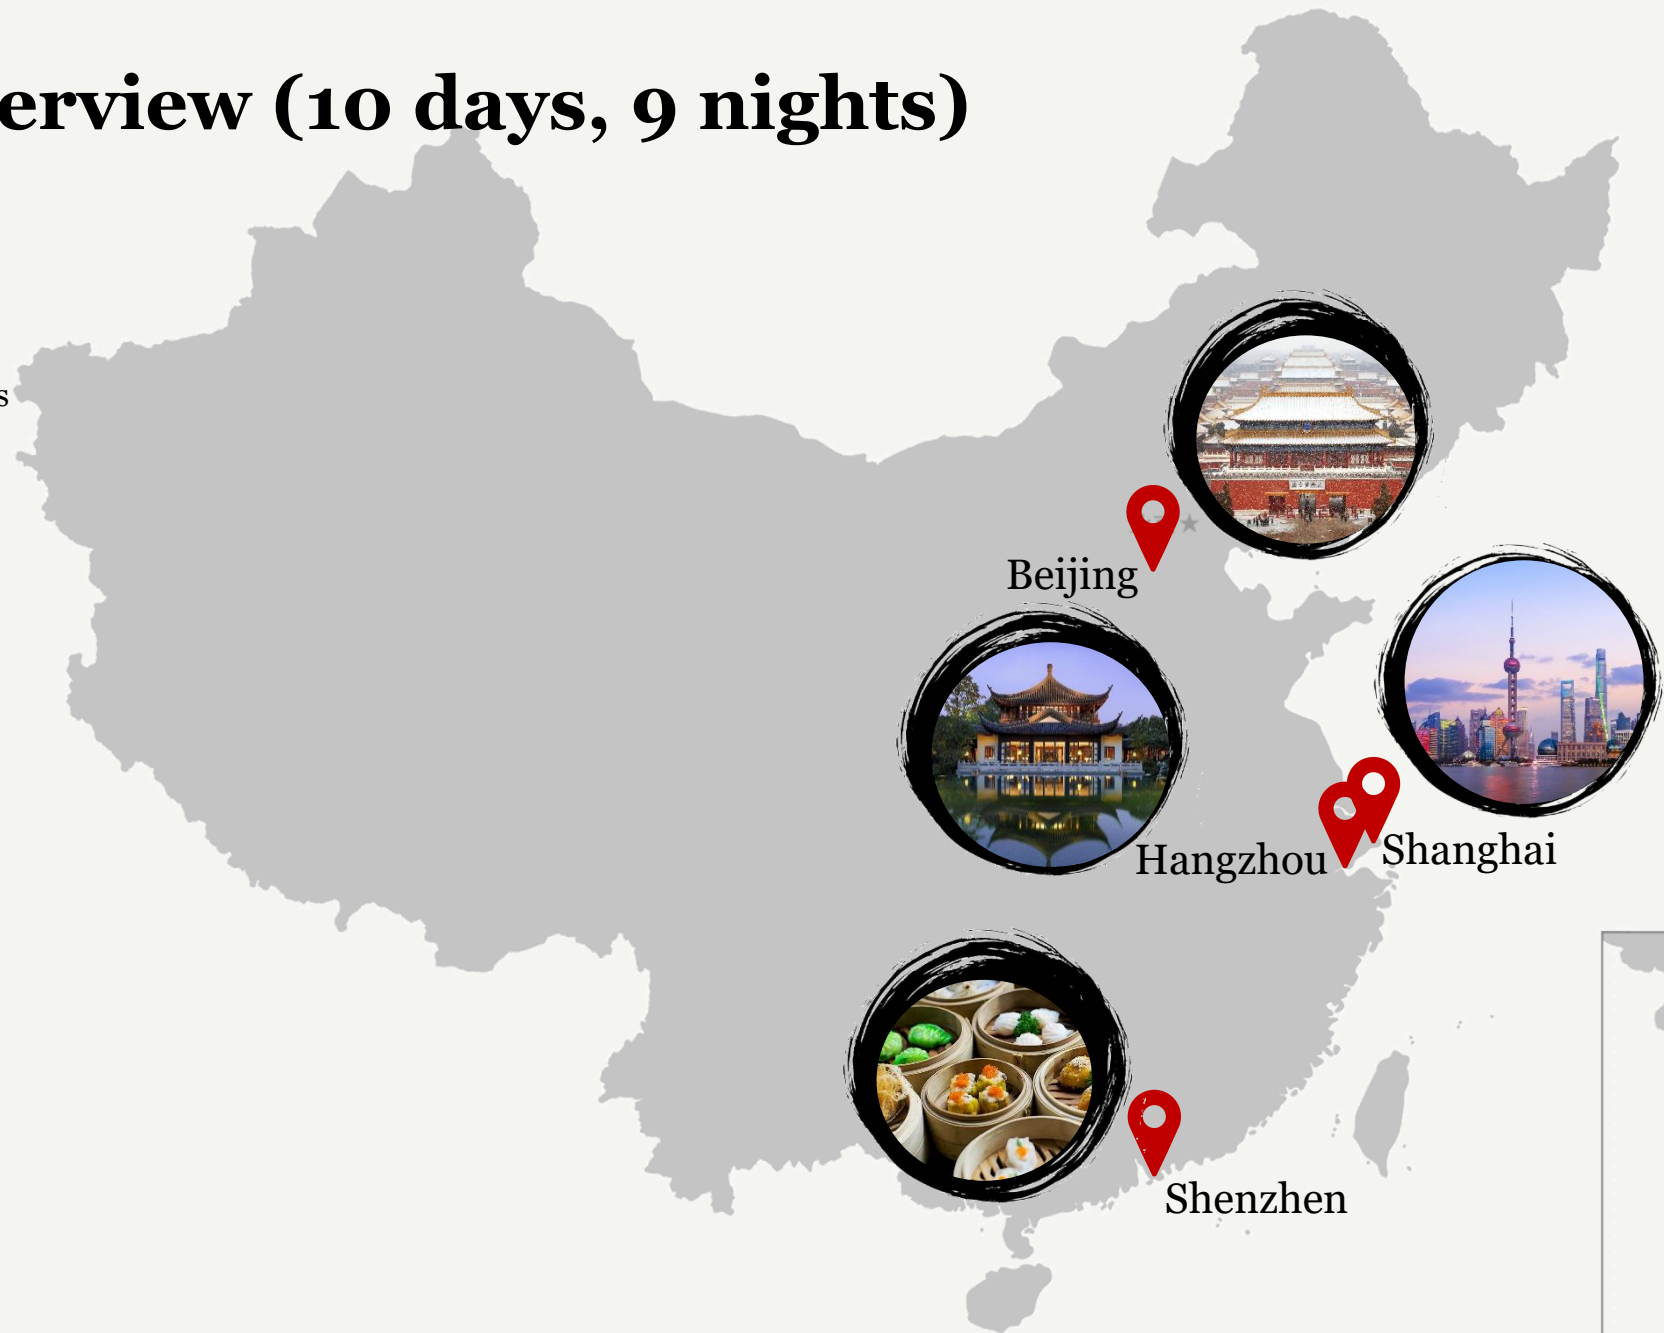 erview (10 days, 9 nights)
s
Beijing
Hangzhou
Shanghai
Shenzhen